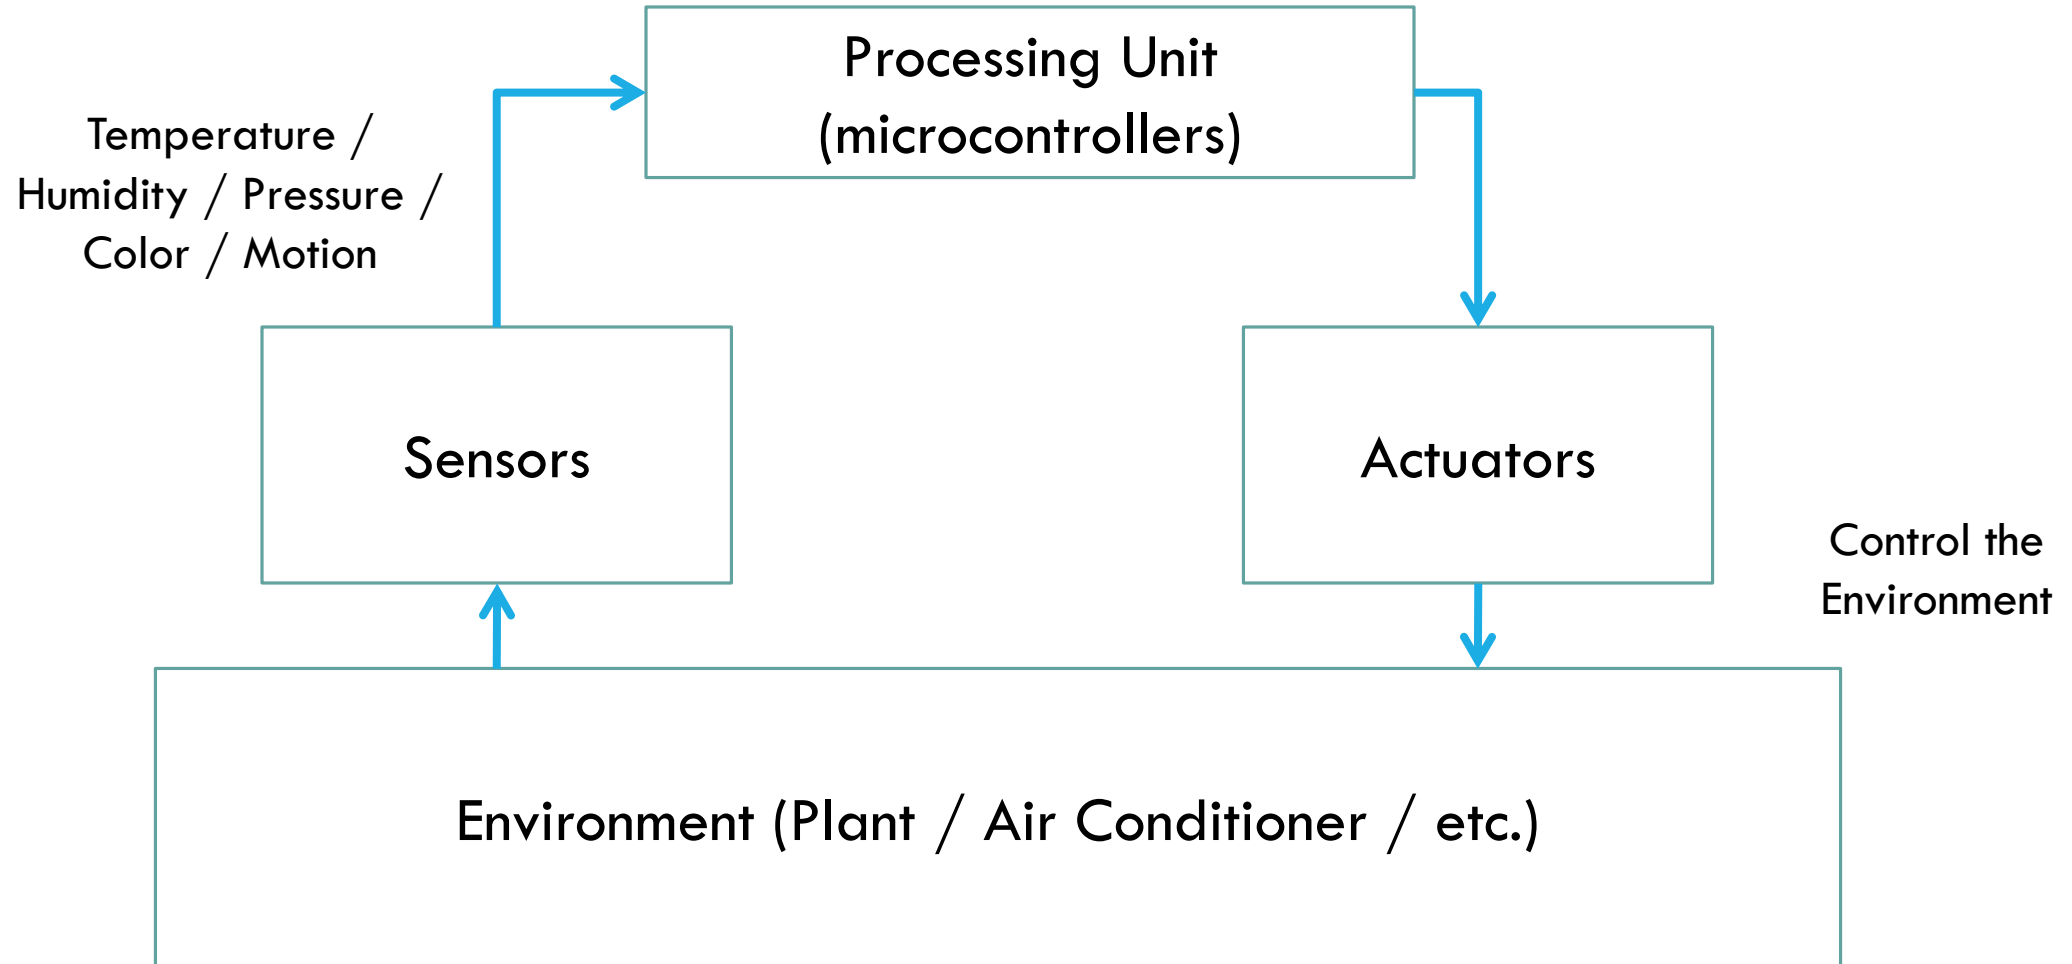 Processing Unit
(microcontrollers)
Temperature /
Humidity / Pressure /
Color / Motion
Sensors
Actuators
Control the
Environment
Environment (Plant / Air Conditioner / etc.)